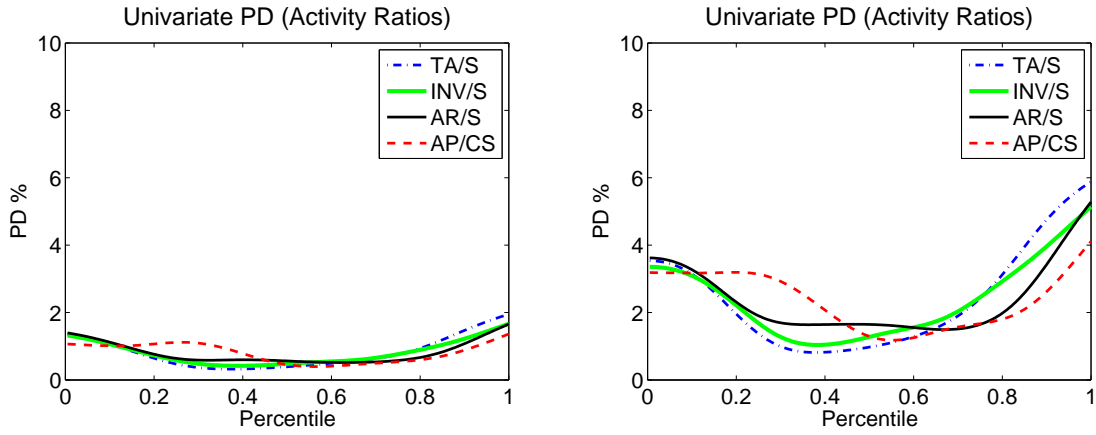 Univariate PD (Activity Ratios)
10
8
6
4
2
0
PD %
TA/S
INV/S
AR/S
AP/CS
0 0.2 0.4 0.6 0.8 1
Percentile
Univariate PD (Activity Ratios)
10
8
6
4
2
0
PD %
TA/S
INV/S
AR/S
AP/CS
0 0.2 0.4 0.6 0.8 1
Percentile